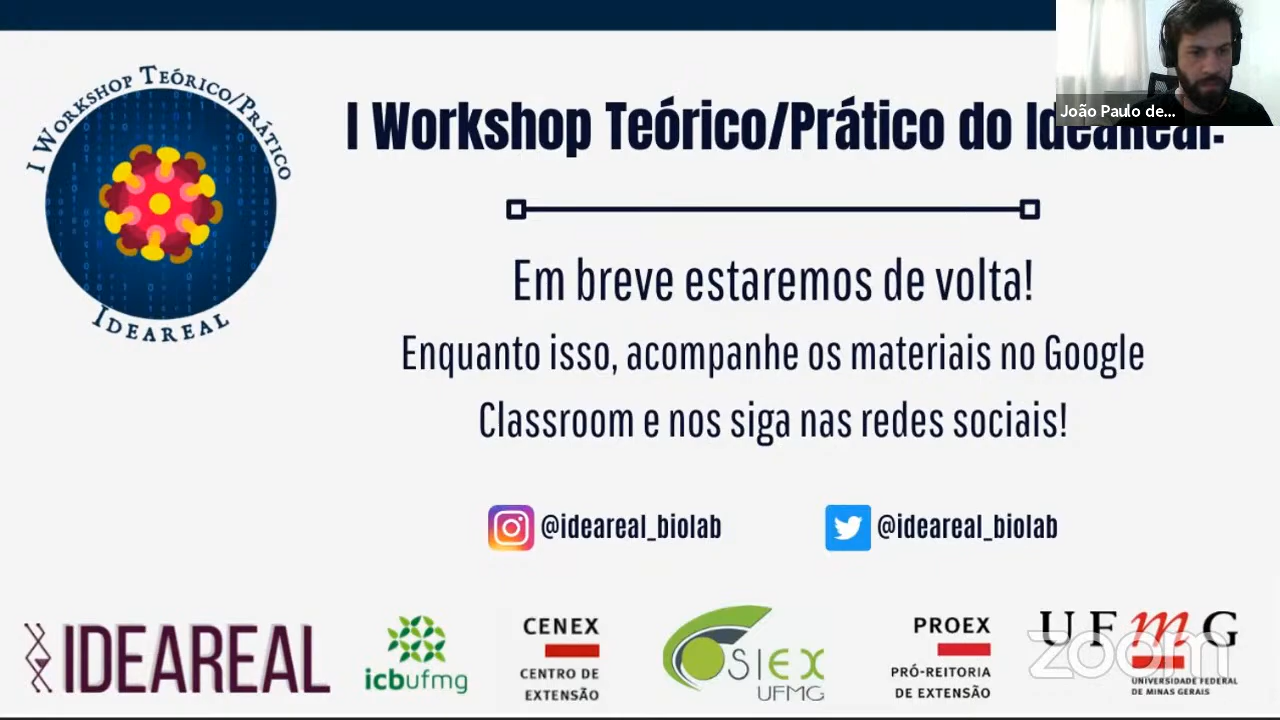 I WORKSHOP TEÓRICO/PRÁTICO
IDEAREAL
João Paulo de...
I Workshop Teórico/Prático do IdeaReal:
Em breve estaremos de volta!
Enquanto isso, acompanhe os materiais no Google
Classroom e nos siga nas redes sociais!
@ideareal_biolab
@ideareal_biolab
IDEAREAL
icbufmg
CENEX
CENTRO DE
EXTENSÃO
SIEX
UFMG
PROEX
PRÓ-REITORIA
DE EXTENSÃO
UFmG
UNIVERSIDADE FEDERAL
DE MINAS GERAIS
zoom